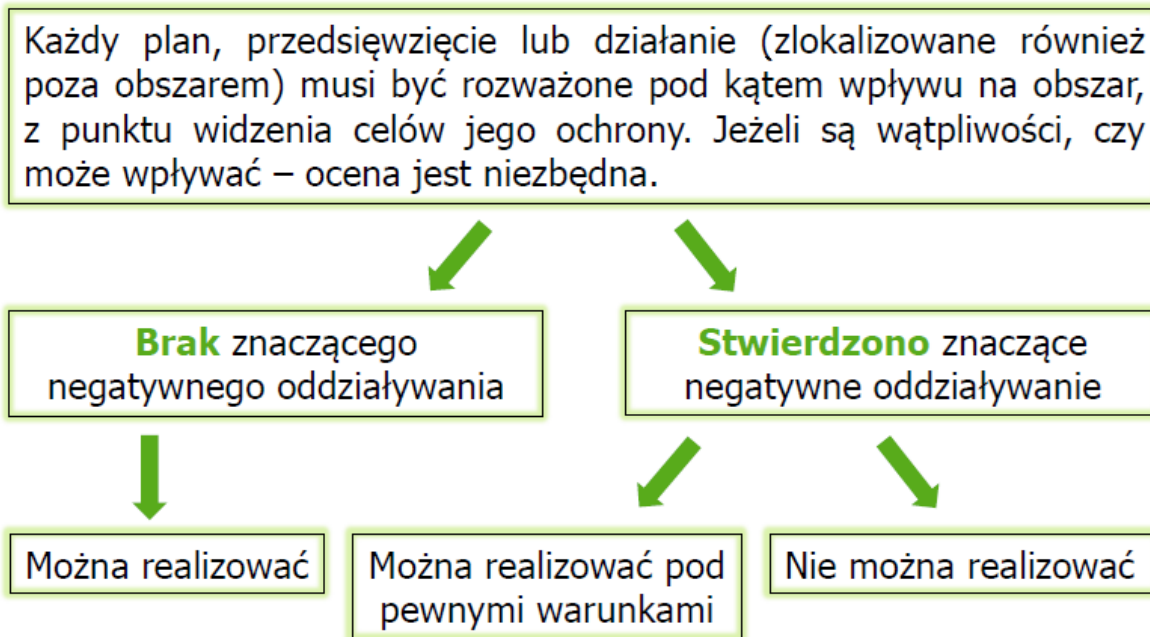 Każdy plan, przedsięwzięcie lub działanie (zlokalizowane również
poza obszarem) musi być rozważone pod kątem wpływu na obszar,
z punktu widzenia celów jego ochrony. Jeżeli są wątpliwości, czy
może wpływać – ocena jest niezbędna.
Brak znaczącego
negatywnego oddziaływania
Stwierdzono znaczące
negatywne oddziaływanie
Można realizować
Można realizować pod
pewnymi warunkami
Nie można realizować